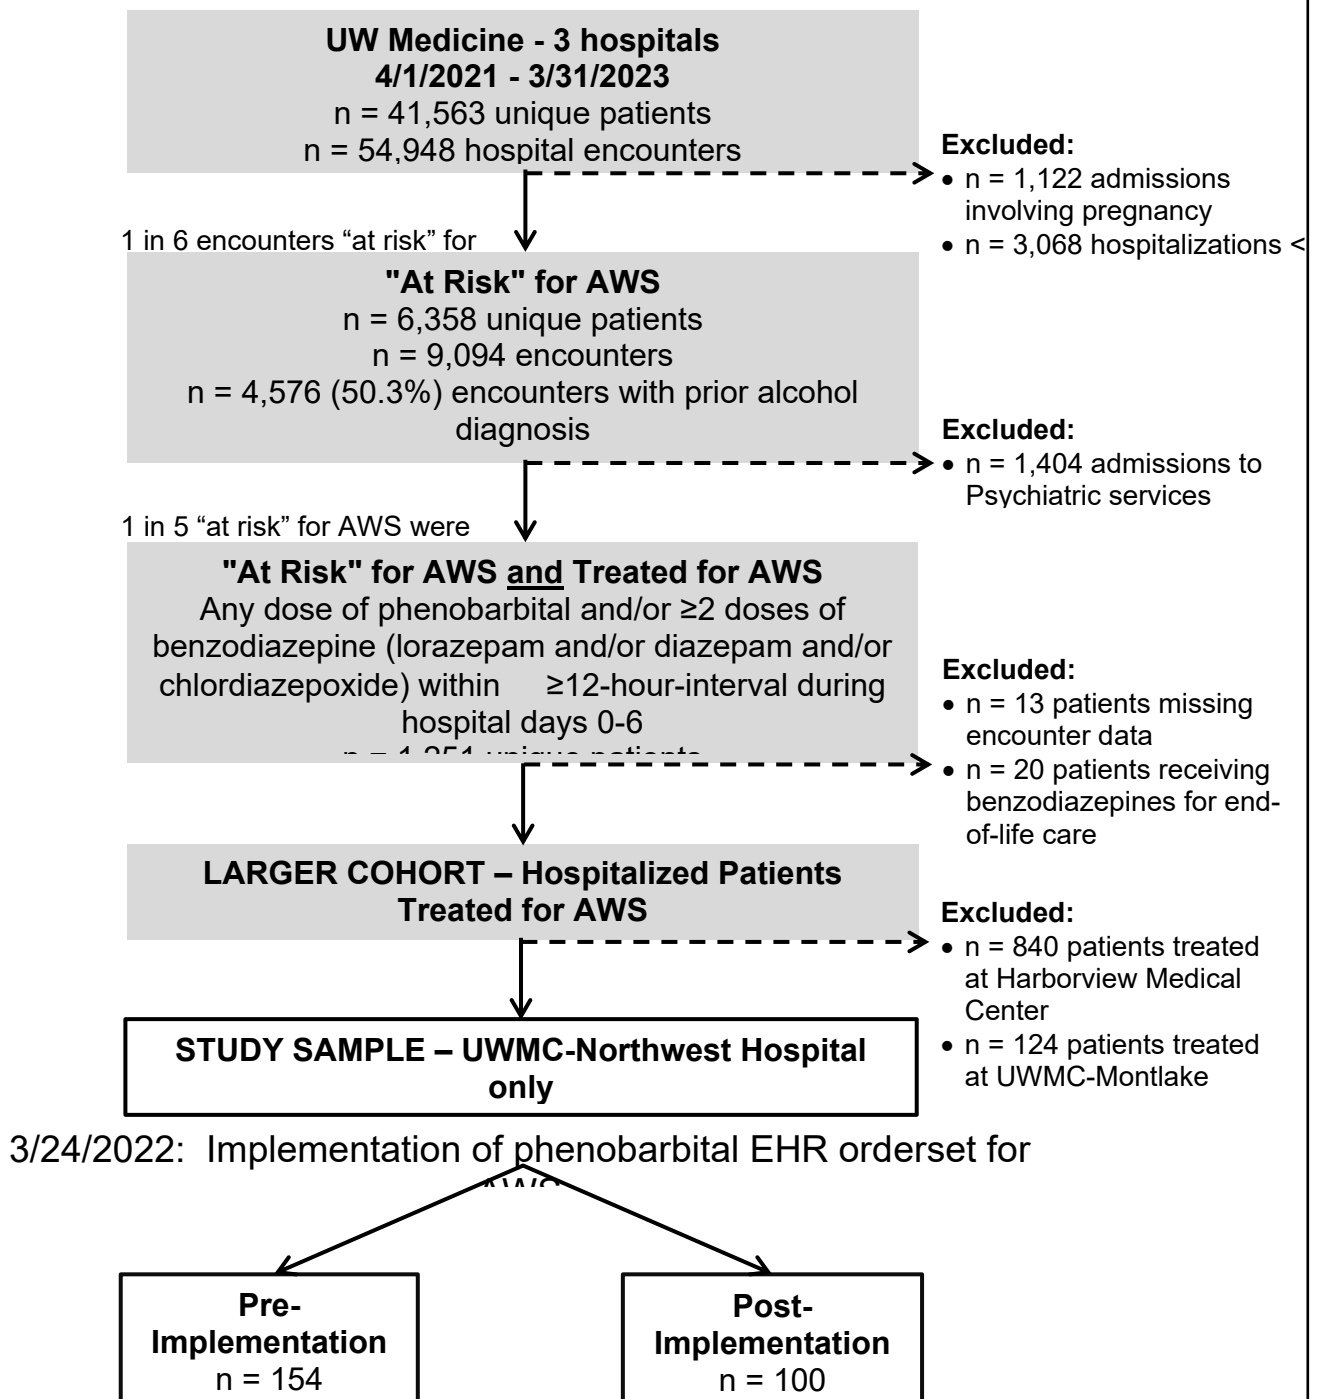 UW Medicine - 3 hospitals
4/1/2021 - 3/31/2023
n = 41,563 unique patients
n = 54,948 hospital encounters
Excluded:
• n = 1,122 admissions
involving pregnancy
• n = 3,068 hospitalizations <
1 in 6 encounters “at risk” for
"At Risk" for AWS
n = 6,358 unique patients
n = 9,094 encounters
n = 4,576 (50.3%) encounters with prior alcohol
diagnosis
Excluded:
• n = 1,404 admissions to
Psychiatric services
1 in 5 “at risk” for AWS were
"At Risk" for AWS and Treated for AWS
Any dose of phenobarbital and/or ≥2 doses of
benzodiazepine (lorazepam and/or diazepam and/or
chlordiazepoxide) within ≥12-hour-interval during
hospital days 0-6
n = 1,251 unique patients
Excluded:
• n = 13 patients missing
encounter data
• n = 20 patients receiving
benzodiazepines for end-
of-life care
LARGER COHORT – Hospitalized Patients
Treated for AWS
Excluded:
• n = 840 patients treated
at Harborview Medical
Center
• n = 124 patients treated
at UWMC-Montlake
STUDY SAMPLE – UWMC-Northwest Hospital
only
3/24/2022: Implementation of phenobarbital EHR orderset for
AWS
Pre-
Implementation
n = 154
Post-
Implementation
n = 100